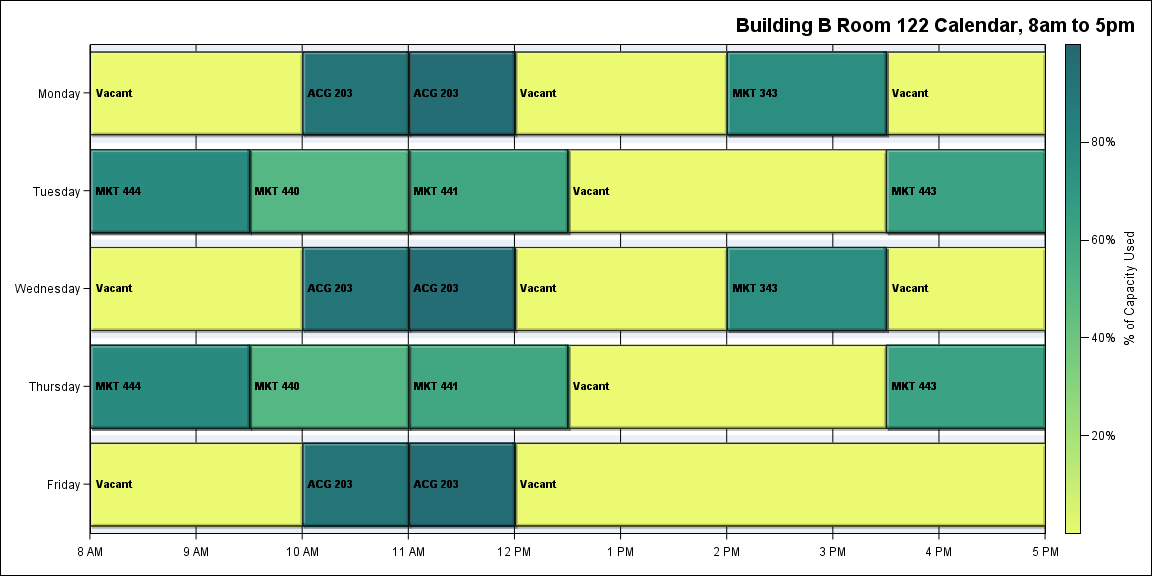 Building B Room 122 Calendar, 8am to 5pm
Monday
Vacant
ACG 203
ACG 203
Vacant
MKT 343
Vacant
Tuesday
MKT 444
MKT 440
MKT 441
Vacant
MKT 443
Wednesday
Vacant
ACG 203
ACG 203
Vacant
MKT 343
Vacant
Thursday
MKT 444
MKT 440
MKT 441
Vacant
MKT 443
Friday
Vacant
ACG 203
ACG 203
Vacant
8 AM
9 AM
10 AM
11 AM
12 PM
1 PM
2 PM
3 PM
4 PM
5 PM
80%
60%
40%
20%
% of Capacity Used